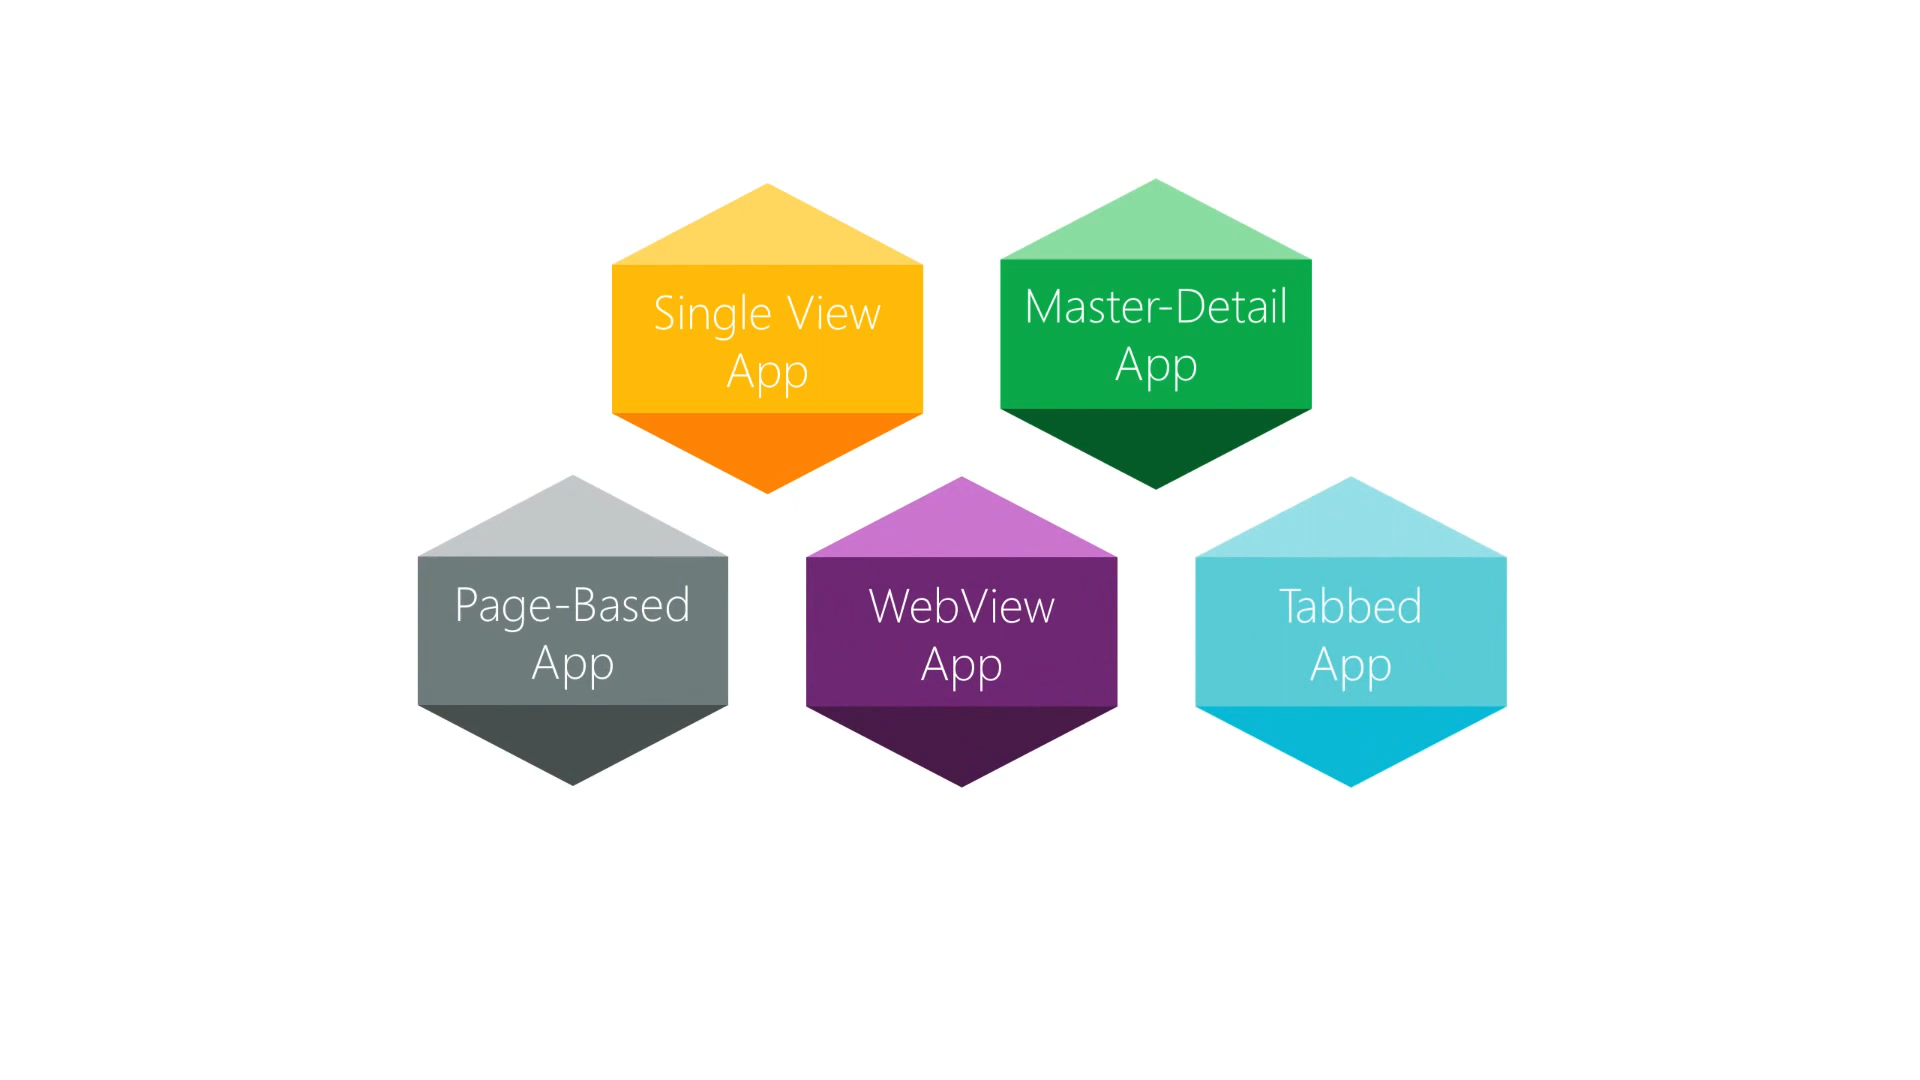 Single View
App
Master-Detail
App
Page-Based
App
WebView
App
Tabbed
App